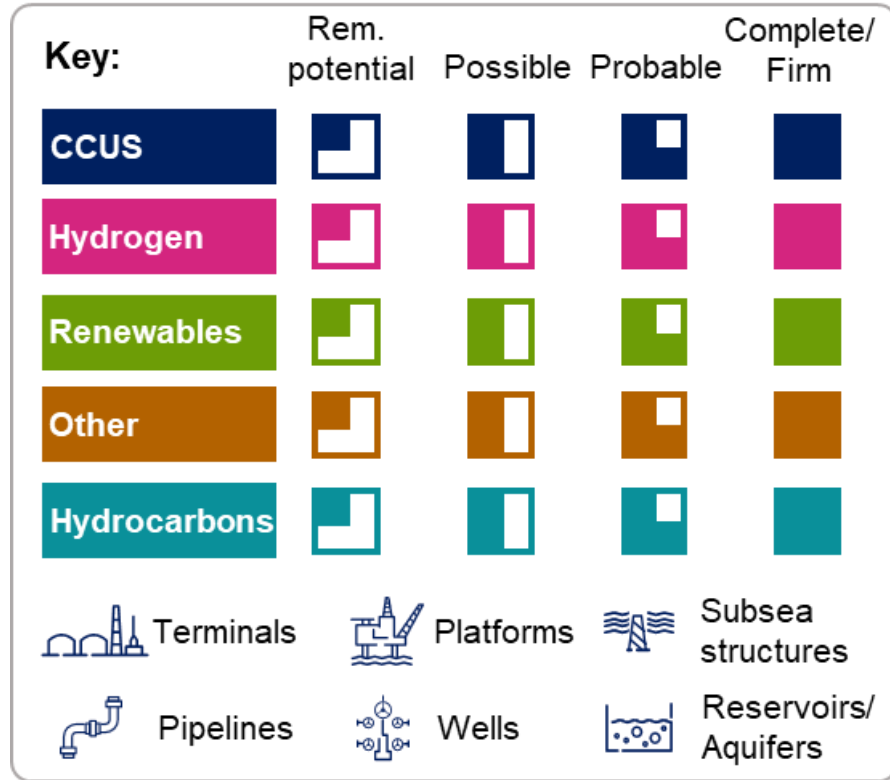 Key:
Rem.
potential
Possible
Probable
Complete/
Firm
CCUS
Hydrogen
Renewables
Other
Hydrocarbons
Terminals
Platforms
Subsea
structures
Pipelines
Wells
Reservoirs/
Aquifers